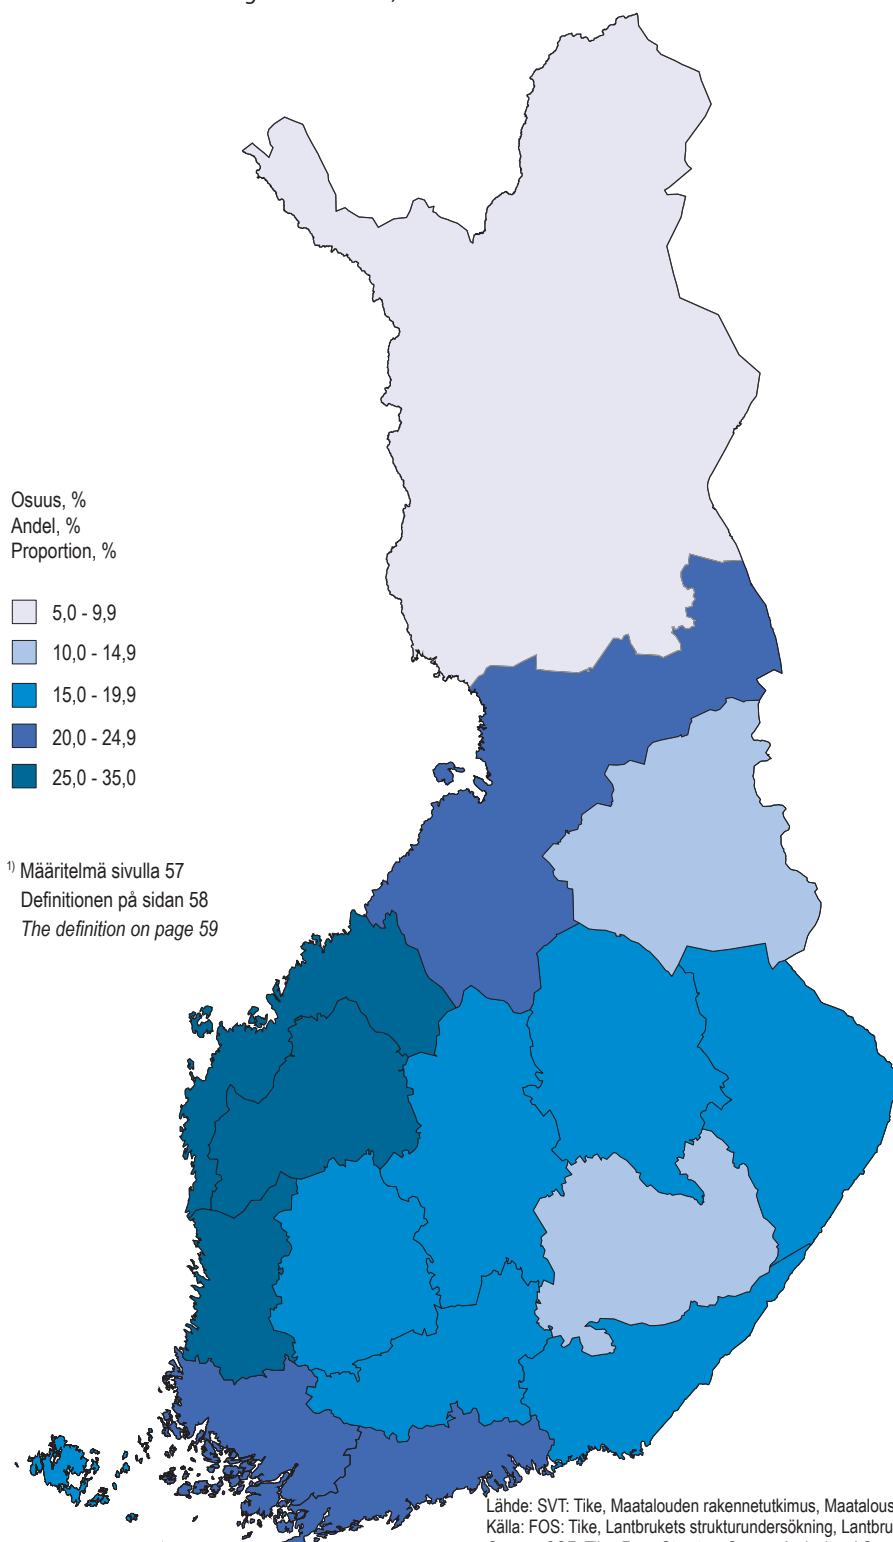 Osuus, %
Andel, %
Proportion, %
5,0 - 9,9
10,0 - 14,9
15,0 - 19,9
20,0 - 24,9
25,0 - 35,0
1) Määritelmä sivulla 57
Definitionen på sidan 58
The definition on page 59
Lähde: SVT: Tike, Maatalouden rakennetutkimus, Maatalous
Källa: FOS: Tike, Lantbrukets strukturundersökning, Lantbru